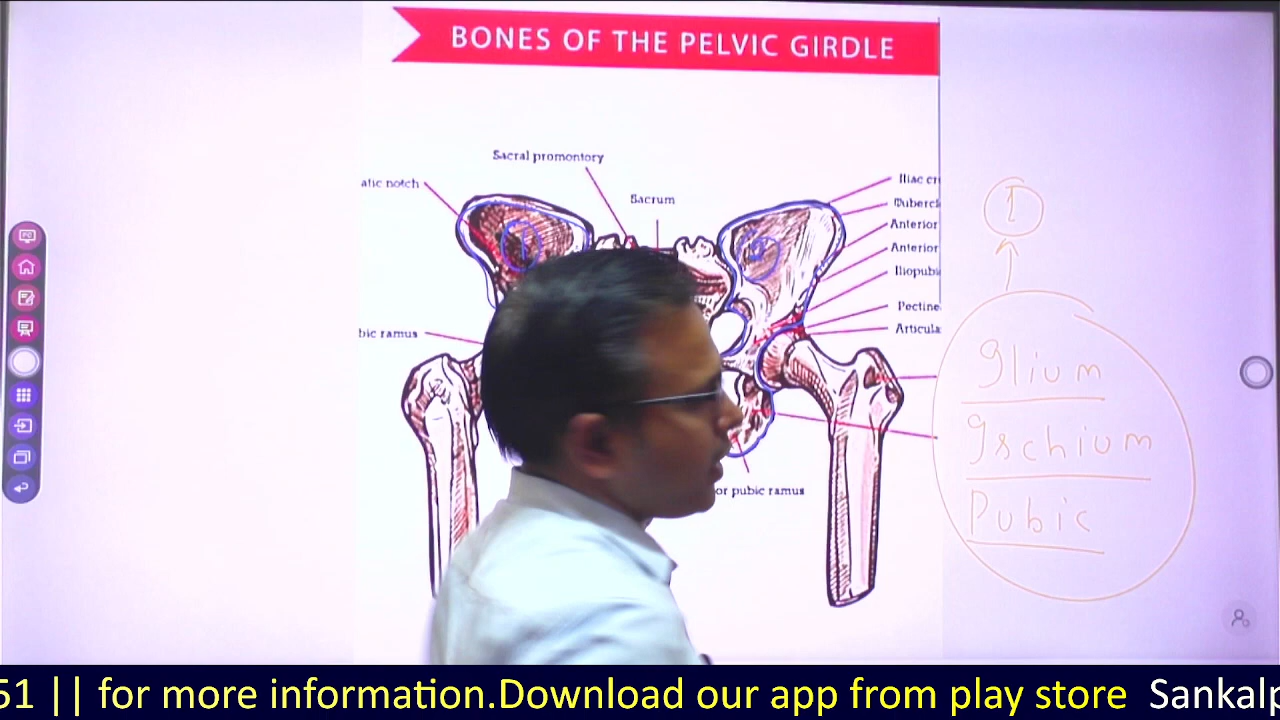 BONES OF THE PELVIC GIRDLE
Sacral promontory
atic notch
Sacrum
Iliac cr
Tubercl
Anterior
Anterior
Iliopubi
Pectine
Articula
bic ramus
or pubic ramus
1
Ilium
Ischium
Pubic
51 || for more information.Download our app from play store Sankalp